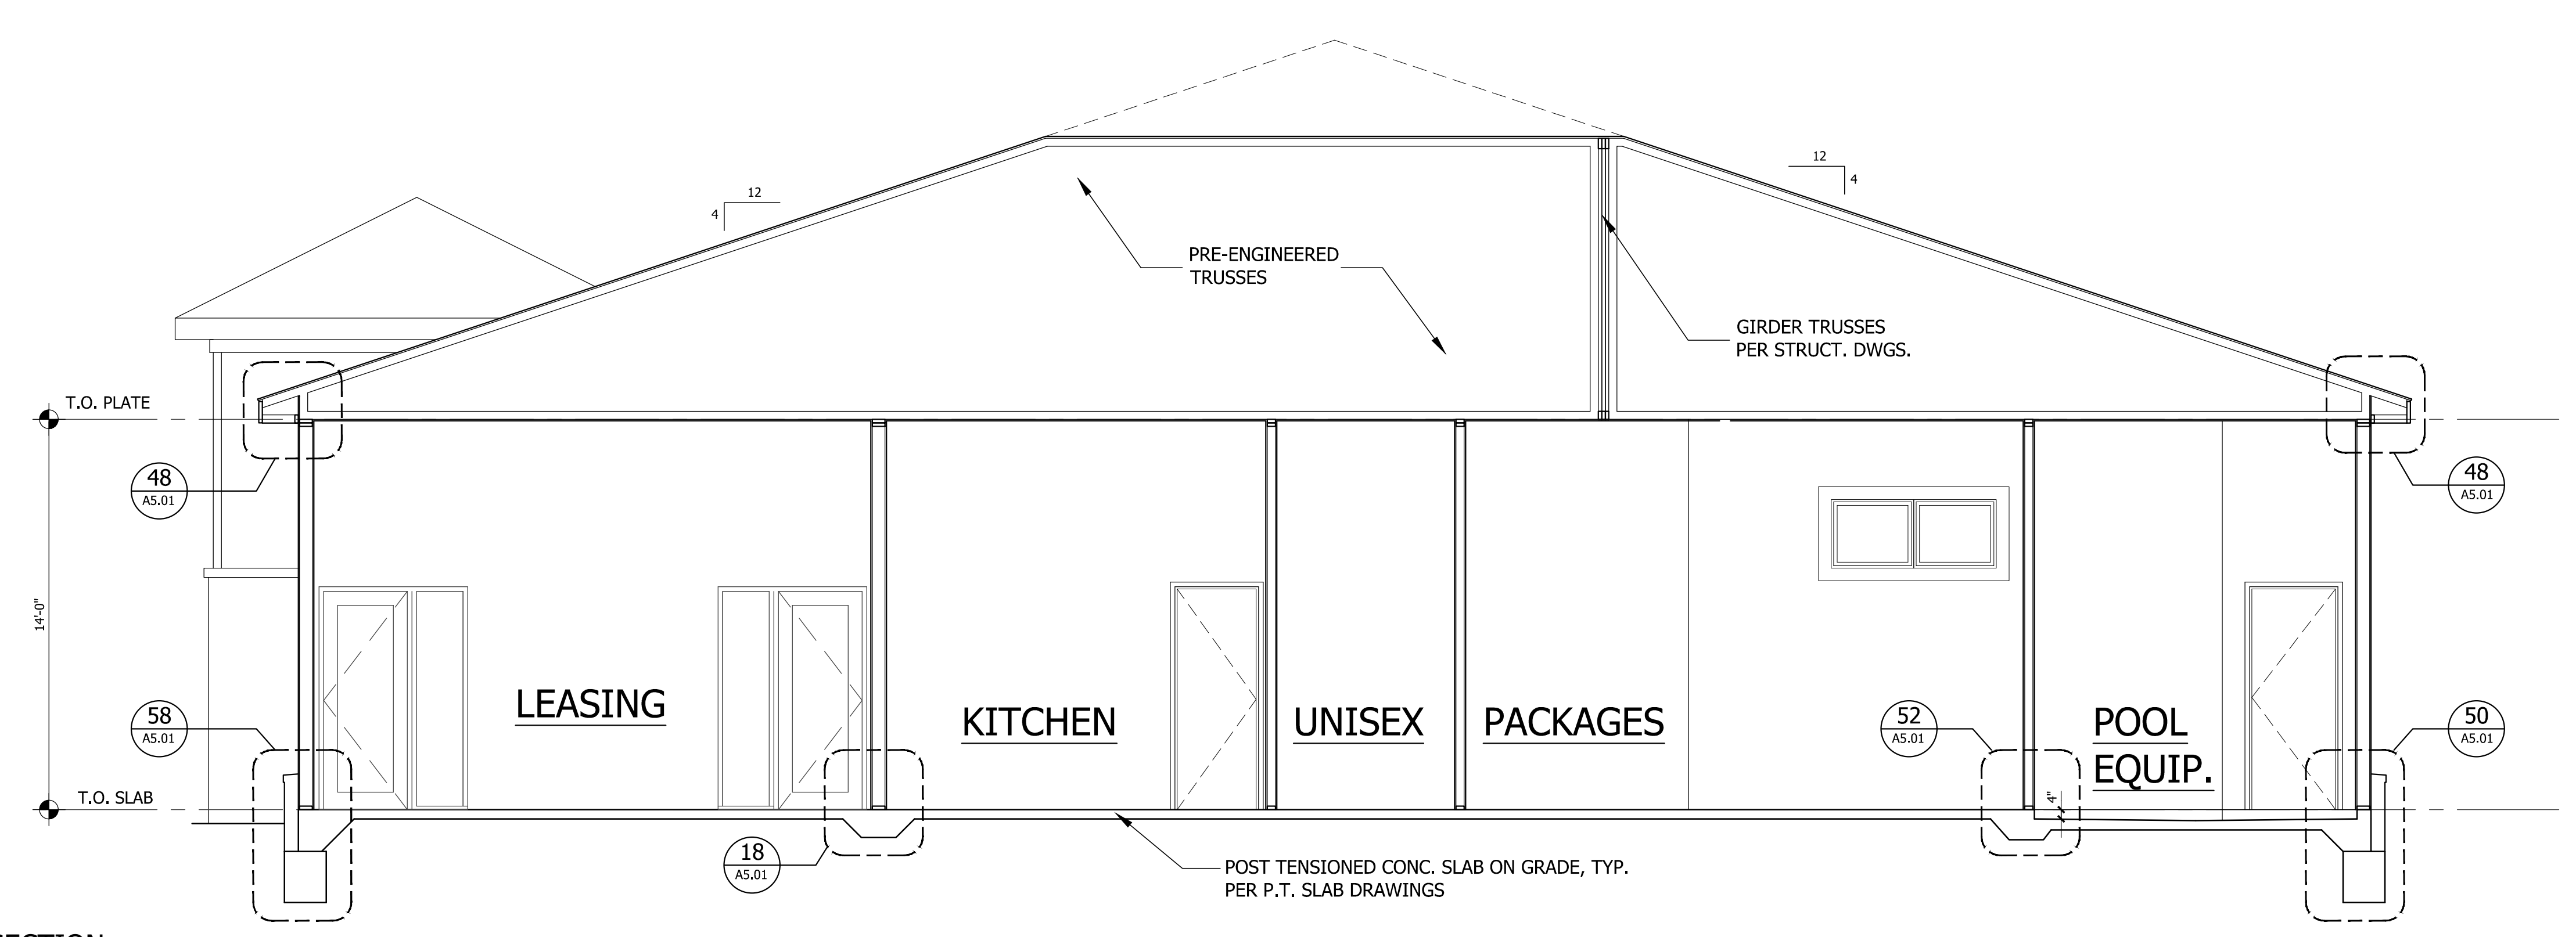 12
4
12
4
PRE-ENGINEERED
TRUSSES
GIRDER TRUSSES
PER STRUCT. DWGS.
T.O. PLATE
48
A5.01
48
A5.01
14'-0"
LEASING
KITCHEN
UNISEX
PACKAGES
POOL
EQUIP.
58
A5.01
52
A5.01
50
A5.01
T.O. SLAB
4"
18
A5.01
POST TENSIONED CONC. SLAB ON GRADE, TYP.
PER P.T. SLAB DRAWINGS